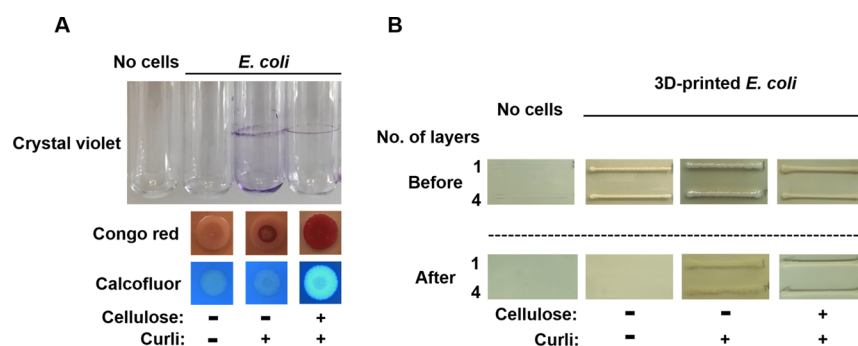 A
No cells E. coli
Crystal violet
Congo red
Calcofluor
Cellulose: - - +
Curli: - + +
B
3D-printed E. coli
No cells
No. of layers
1
Before
4
1
After
4
Cellulose: - - +
Curli: - + +